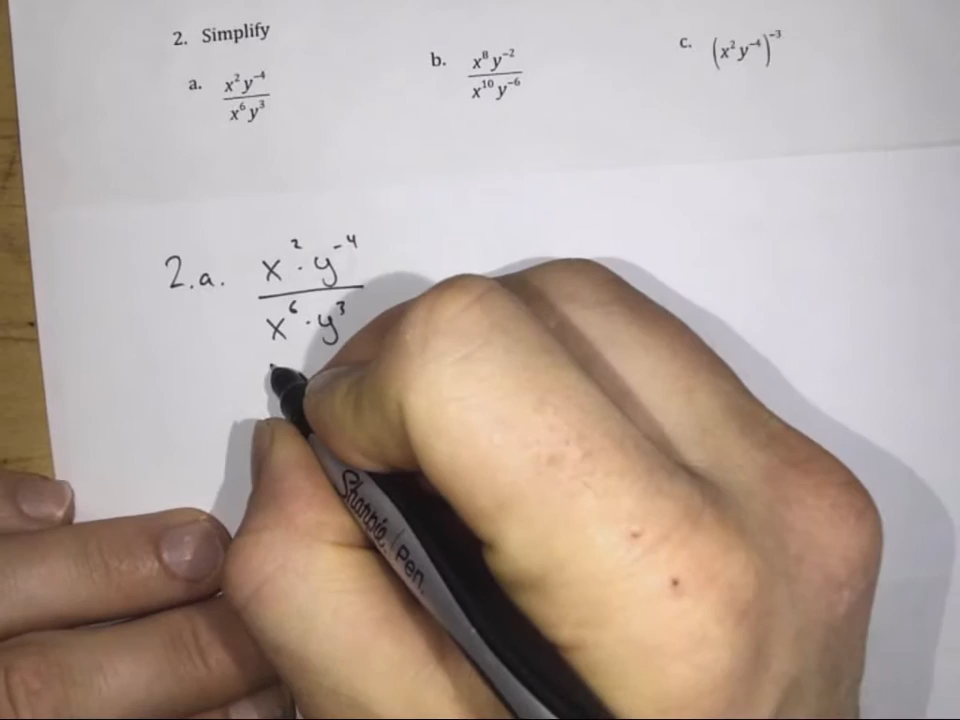 2. Simplify
a. x²y⁻⁴ / x⁶y³
b. x⁸y⁻² / x¹⁰y⁻⁶
c. (x²y⁻⁴)⁻³
2.a. x²·y⁻⁴ / x⁶·y³
Sharpie. Pen.